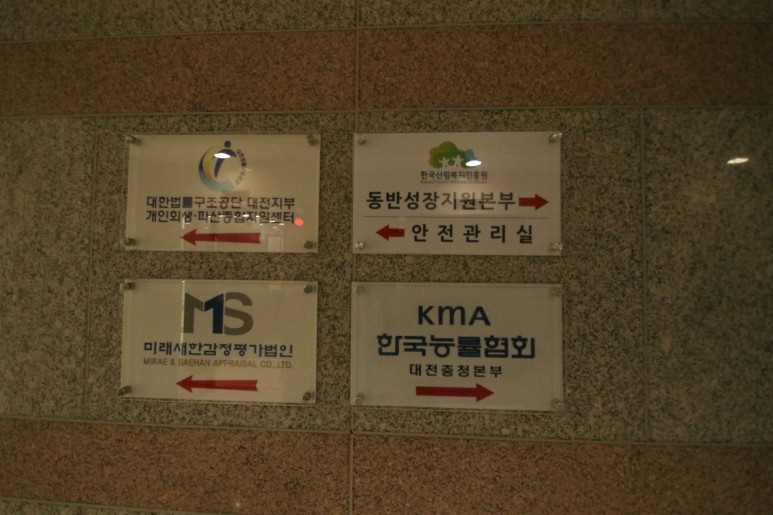 대한법률구조공단 대전지부
개인회생·파산종합지원센터
한국산림복지진흥원
동반성장지원본부
안전관리실
MS
미래새한감정평가법인
MIRAE & SAEHAN APPRAISAL CO.,LTD.
KMA
한국능률협회
대전충청본부